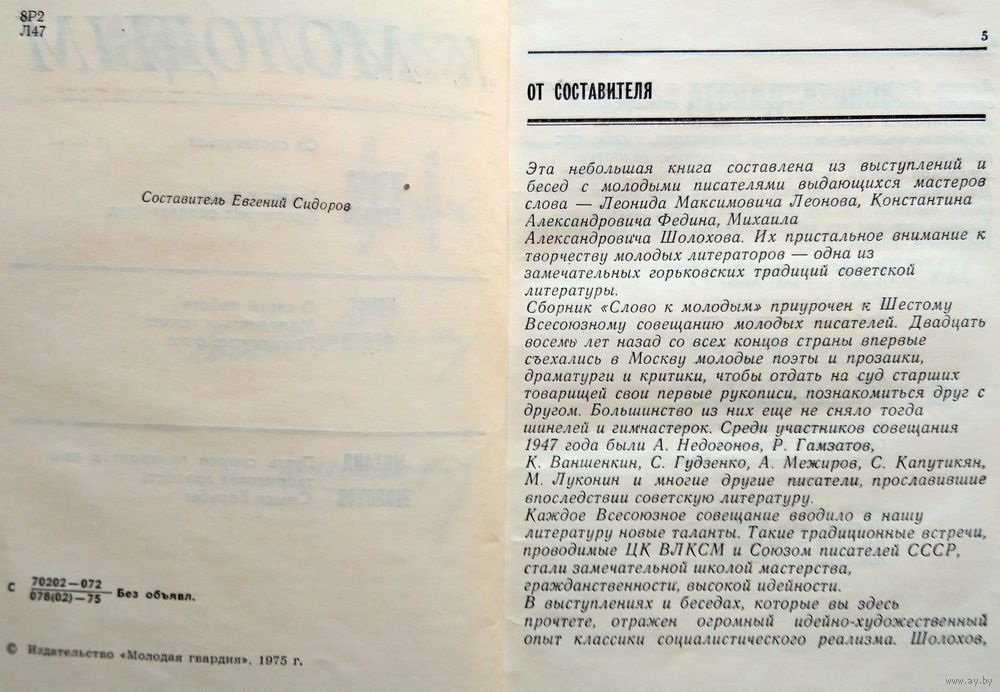 8Р2
Л47
Составитель Евгений Сидоров
С 70202—072
078(02)—75 Без объявл.
© Издательство «Молодая гвардия», 1975 г.
5
ОТ СОСТАВИТЕЛЯ
Эта небольшая книга составлена из выступлений и
бесед с молодыми писателями выдающихся мастеров
слова — Леонида Максимовича Леонова, Константина
Александровича Федина, Михаила
Александровича Шолохова. Их пристальное внимание к
творчеству молодых литераторов — одна из
замечательных горьковских традиций советской
литературы.
Сборник «Слово к молодым» приурочен к Шестому
Всесоюзному совещанию молодых писателей. Двадцать
восемь лет назад со всех концов страны впервые
съехались в Москву молодые поэты и прозаики,
драматурги и критики, чтобы отдать на суд старших
товарищей свои первые рукописи, познакомиться друг с
другом. Большинство из них еще не сняло тогда
шинелей и гимнастерок. Среди участников совещания
1947 года были А. Недогонов, Р. Гамзатов,
К. Ваншенкин, С. Гудзенко, А. Межиров, С. Капутикян,
М. Луконин и многие другие писатели, прославившие
впоследствии советскую литературу.
Каждое Всесоюзное совещание вводило в нашу
литературу новые таланты. Такие традиционные встречи,
проводимые ЦК ВЛКСМ и Союзом писателей СССР,
стали замечательной школой мастерства,
гражданственности, высокой идейности.
В выступлениях и беседах, которые вы здесь
прочтете, отражен огромный идейно-художественный
опыт классики социалистического реализма. Шолохов,
www.ay.by